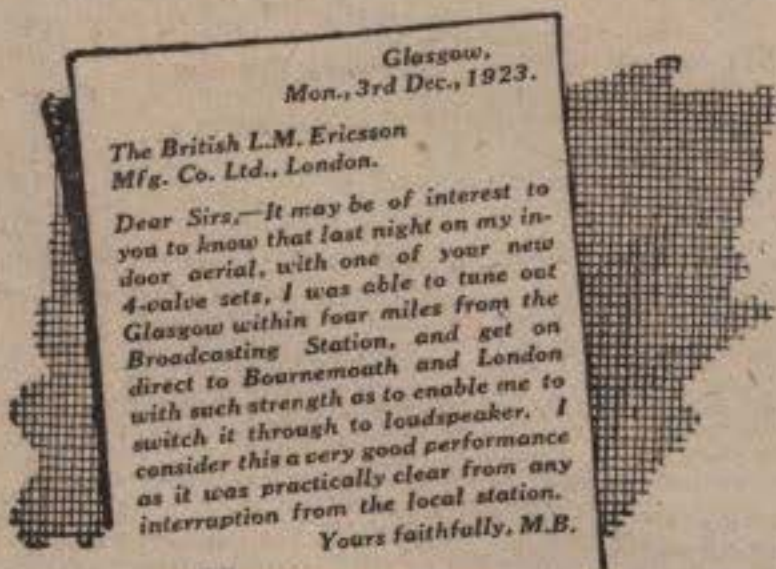 Glasgow,
Mon., 3rd Dec., 1923.
The British L.M. Ericsson
Mfg. Co. Ltd., London.
Dear Sirs,—It may be of interest to
you to know that last night on my in-
door aerial, with one of your new
4-valve sets, I was able to tune out
Glasgow within four miles from the
Broadcasting Station, and get on
direct to Bournemouth and London
with such strength as to enable me to
switch it through to loudspeaker. I
consider this a very good performance
as it was practically clear from any
interruption from the local station.
Yours faithfully, M.B.